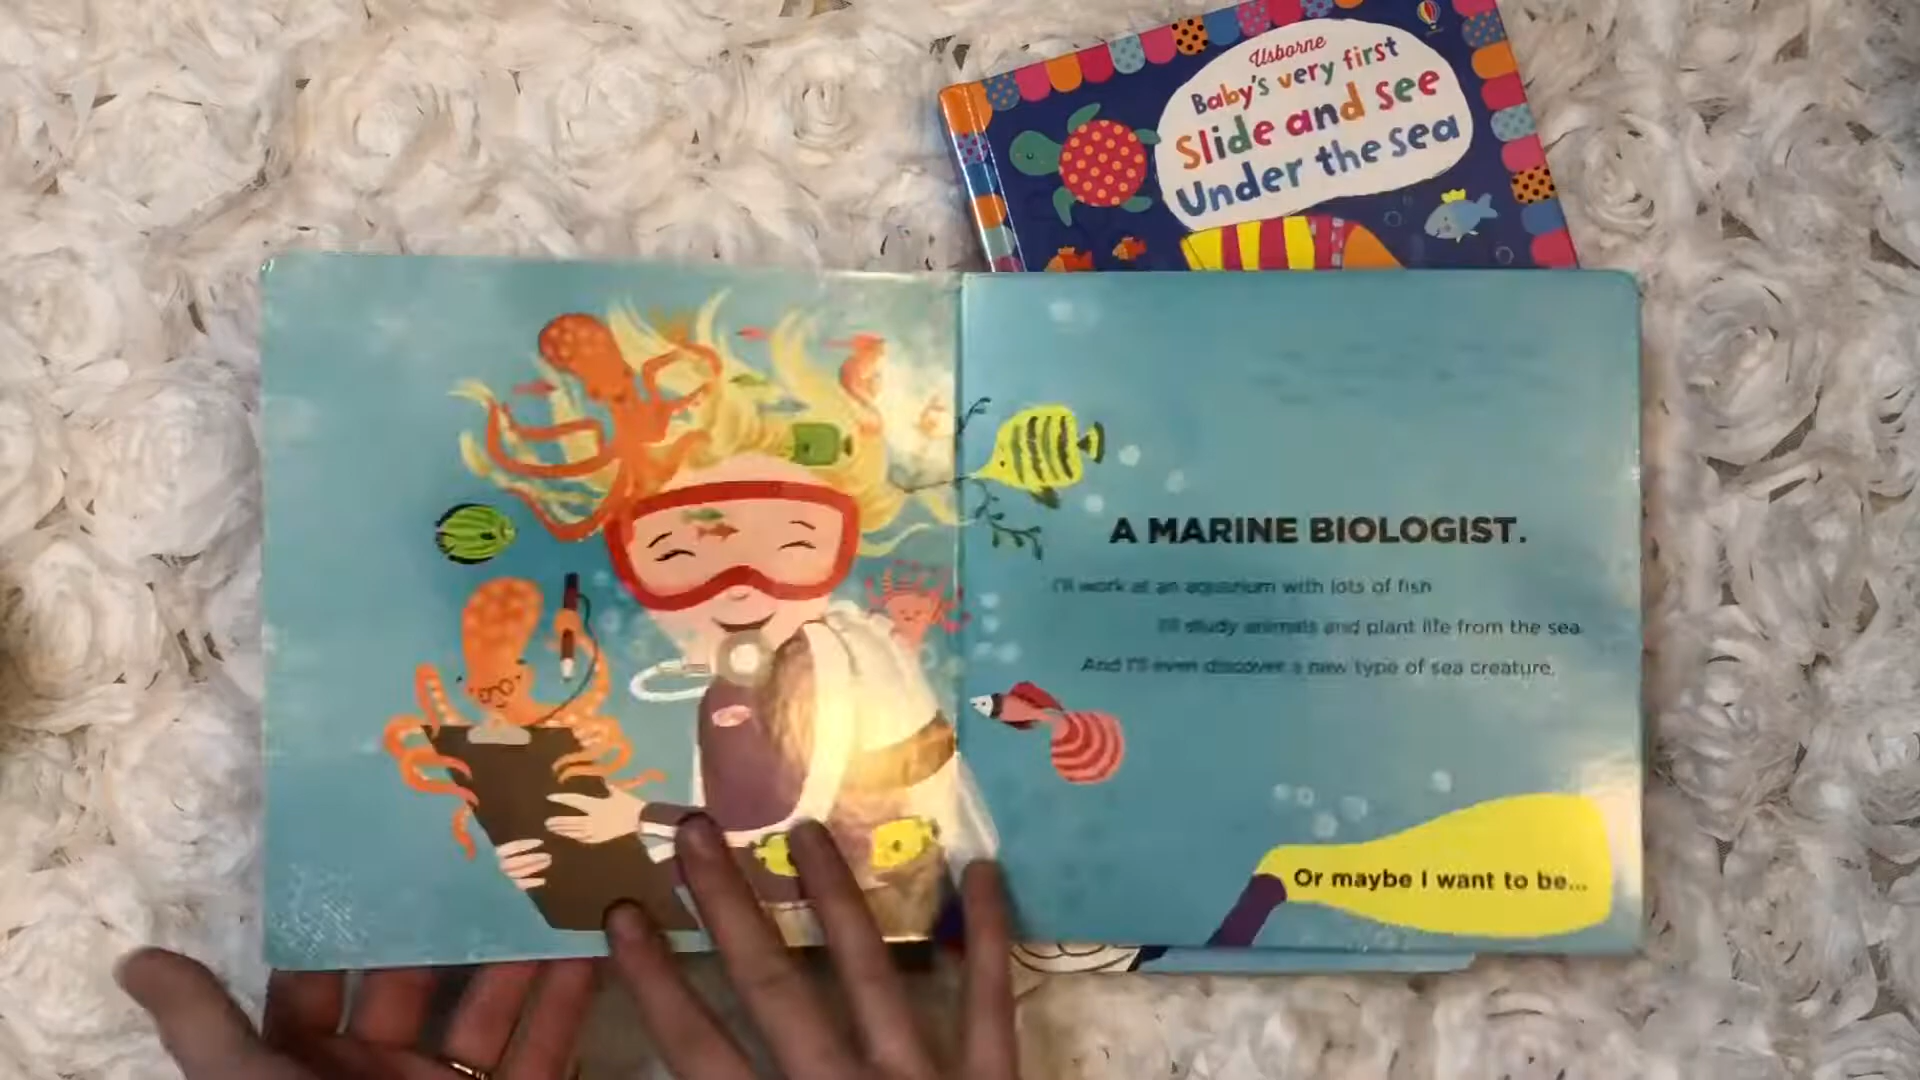 Usborne
Baby's very first
Slide and see
Under the sea
A MARINE BIOLOGIST.
I'll work at an aquarium with lots of fish.
I'll study animals and plant life from the sea.
And I'll even discover a new type of sea creature.
Or maybe I want to be...